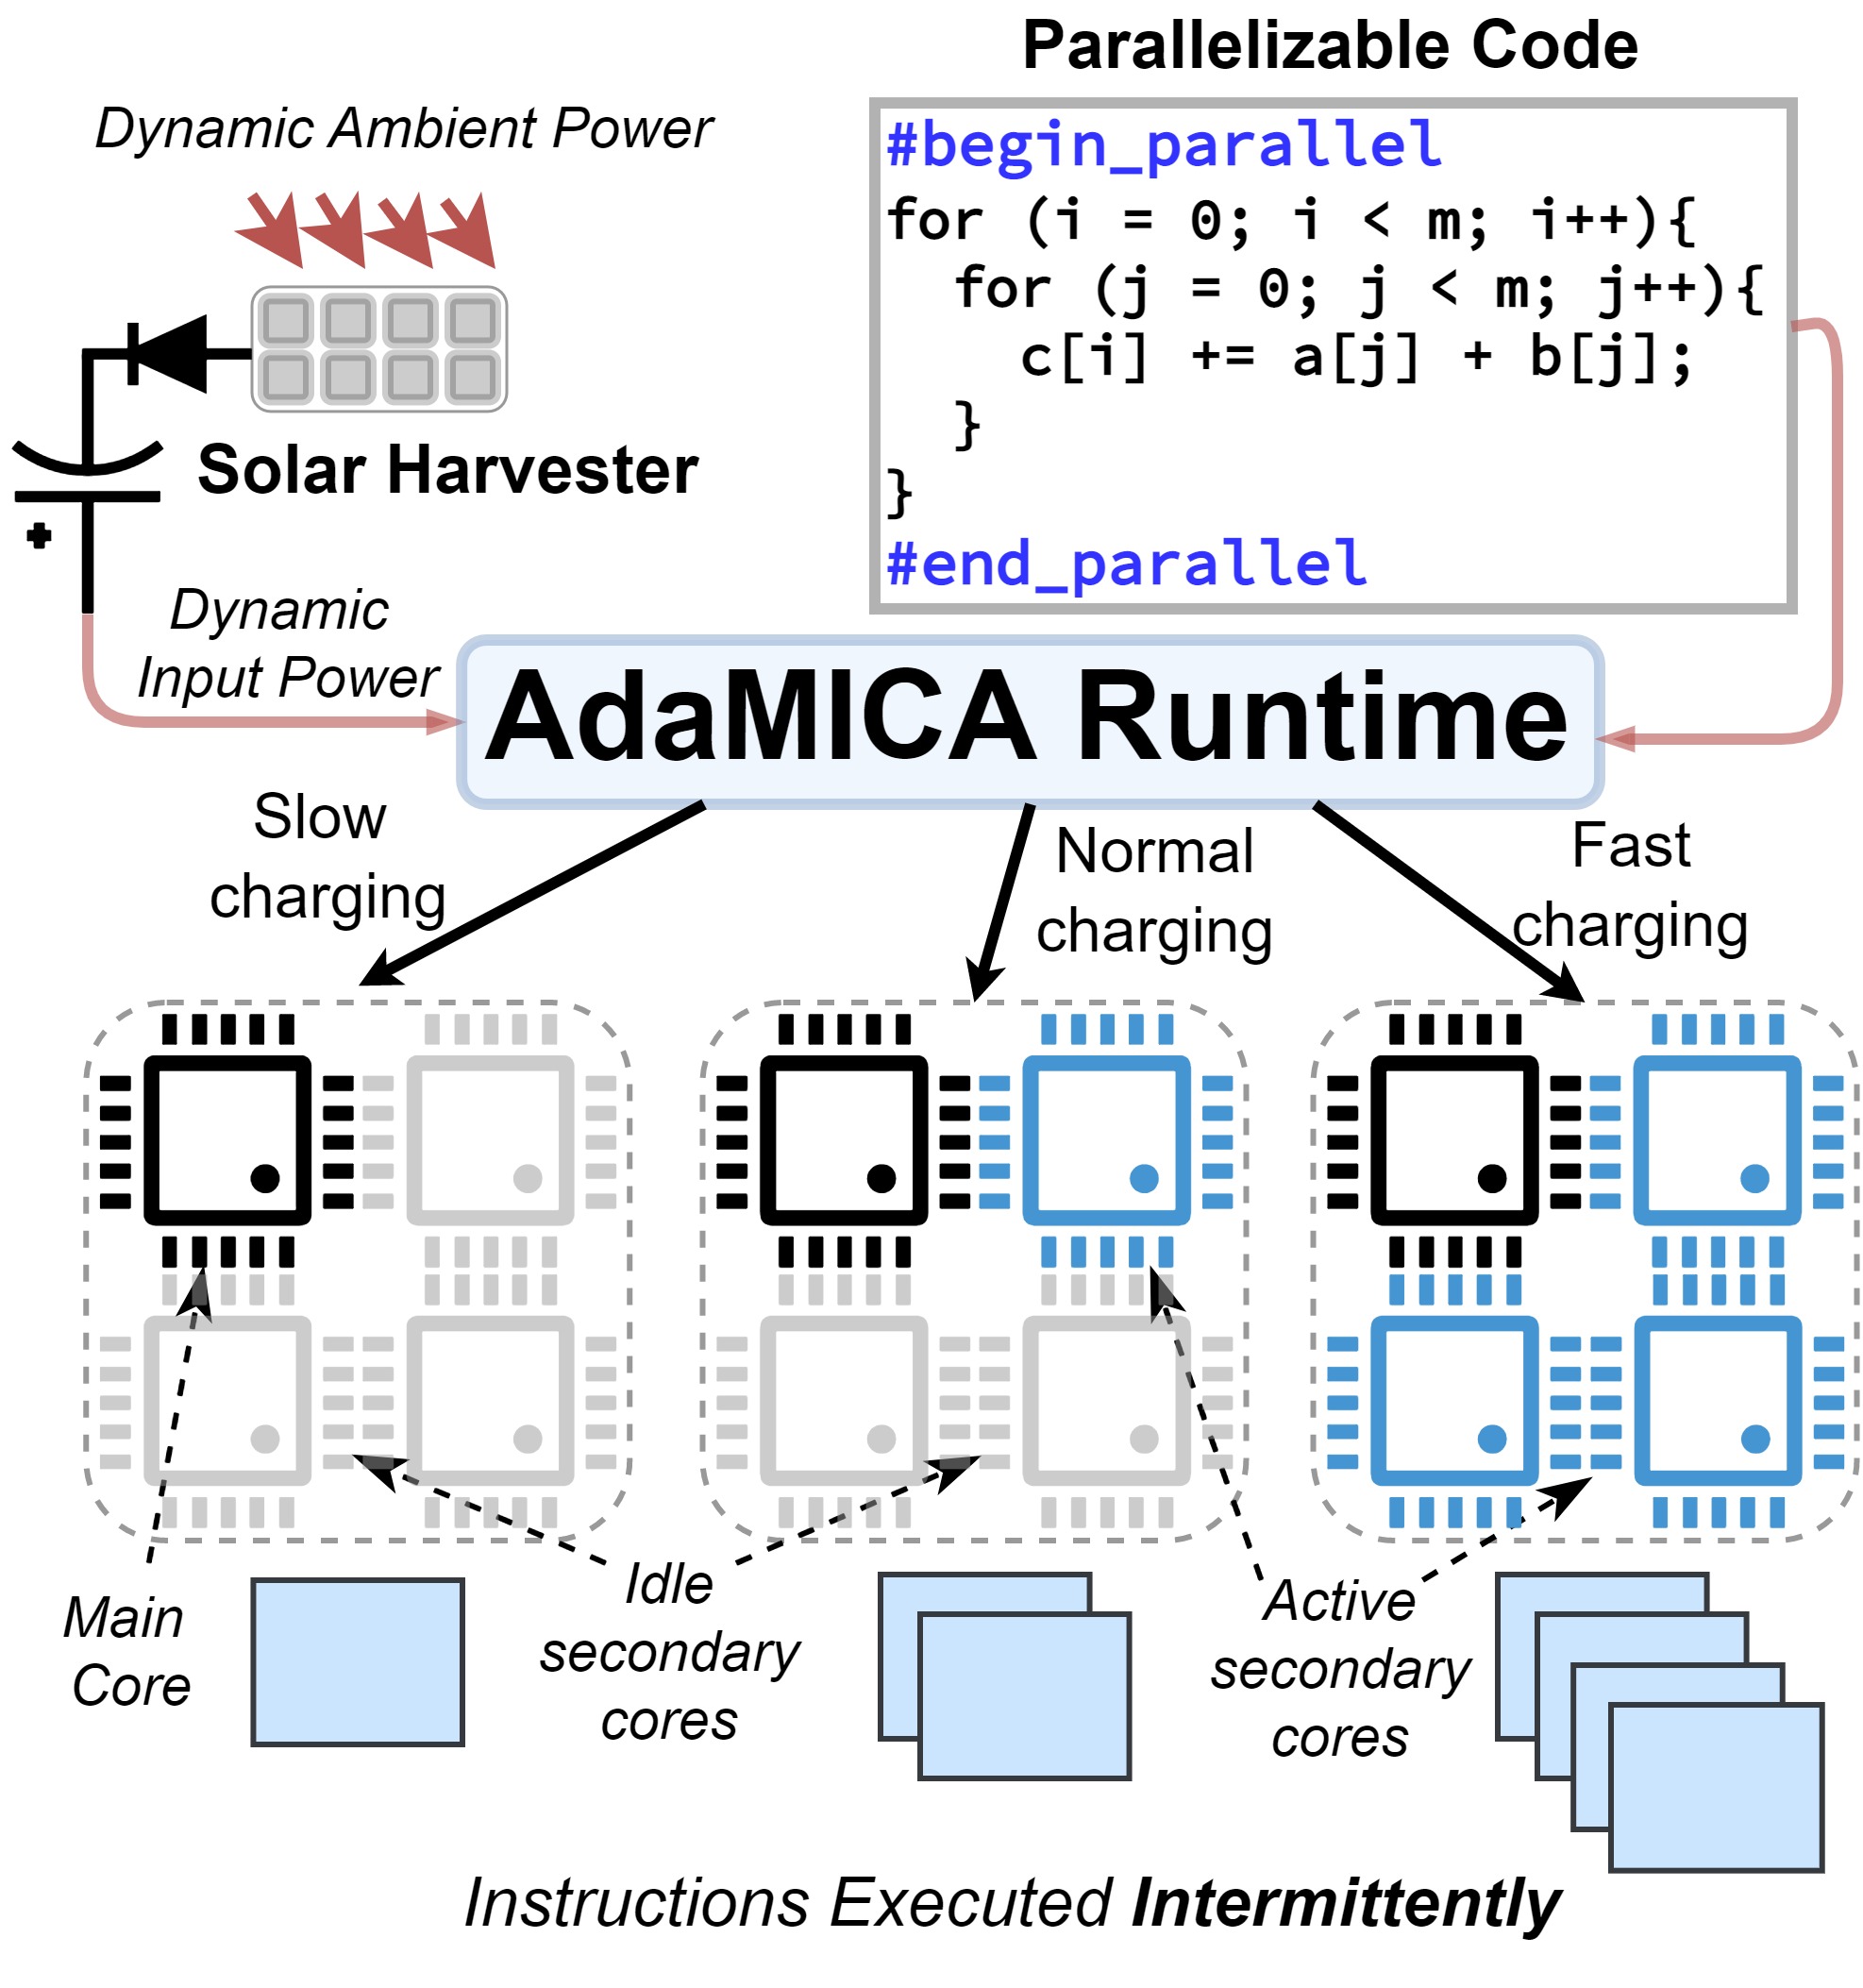 Parallelizable Code
Dynamic Ambient Power
#begin_parallel
for (i = 0; i < m; i++){
for (j = 0; j < m; j++){
c[i] += a[j] + b[j];
}
}
#end_parallel
Solar Harvester
Dynamic
Input Power
AdaMICA Runtime
Slow
charging
Normal
charging
Fast
charging
Main
Core
Idle
secondary
cores
Active
secondary
cores
Instructions Executed Intermittently